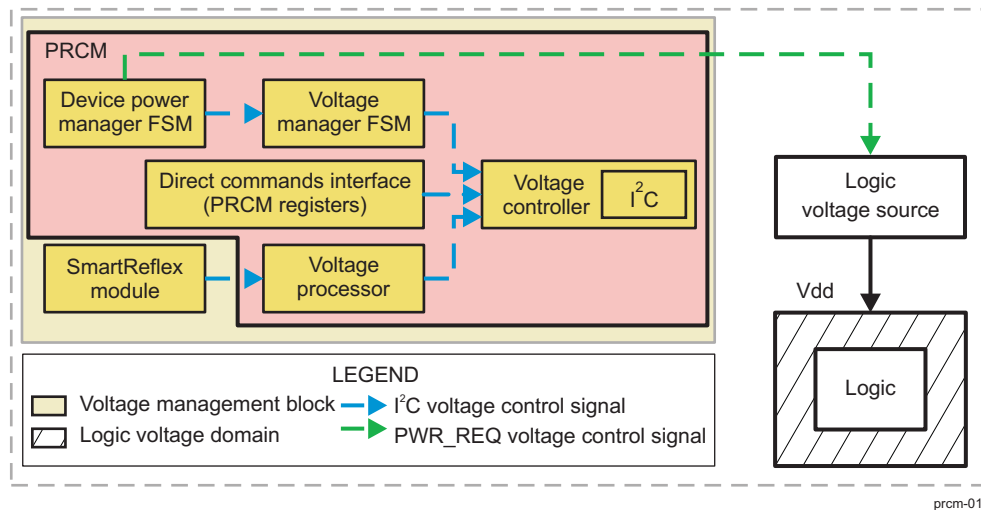 PRCM
Device power
manager FSM
Voltage
manager FSM
Direct commands interface
(PRCM registers)
Voltage
controller
I²C
SmartReflex
module
Voltage
processor
Logic
voltage source
Vdd
Logic
LEGEND
Voltage management block
I²C voltage control signal
Logic voltage domain
PWR_REQ voltage control signal
prcm-01